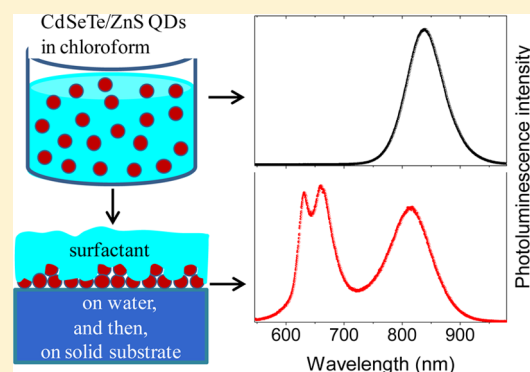 CdSeTe/ZnS QDs
in chloroform
surfactant
on water,
and then,
on solid substrate
Photoluminescence intensity
600 700 800 900
Wavelength (nm)